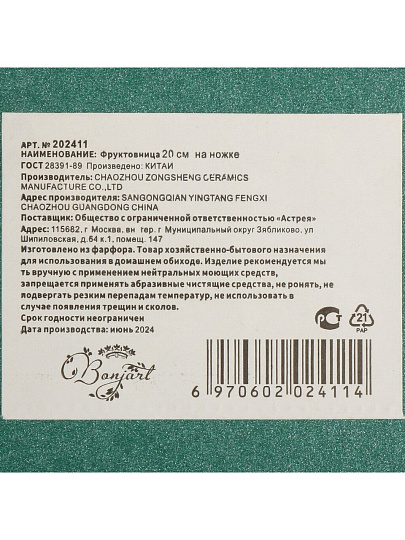 АРТ. № 202411
НАИМЕНОВАНИЕ: Фруктовница 20 см на ножке
ГОСТ 28391-89 Произведено: КИТАЙ
Производитель: CHAOZHOU ZONGSHENG CERAMICS
MANUFACTURE CO.,LTD
Адрес производителя: SANGONGQIAN YINGTANG FENGXI
CHAOZHOU GUANGDONG CHINA
Поставщик: Общество с ограниченной ответственностью «Астрея»
Адрес: 115682, г Москва, вн тер. г Муниципальный округ Зябликово, ул
Шипиловская, д.64 к.1, помещ. 147
Изготовлено из фарфора. Товар хозяйственно-бытового назначения
для использования в домашнем обиходе. Изделие рекомендуется мы
ть вручную с применением нейтральных моющих средств,
запрещается применять абразивные чистящие средства, не ронять, не
подвергать резким перепадам температур, не использовать в
случае появления трещин и сколов.
Срок годности неограничен
Дата производства: июнь 2024
Bonjart
РСТ
21
PAP
6 970602 024114